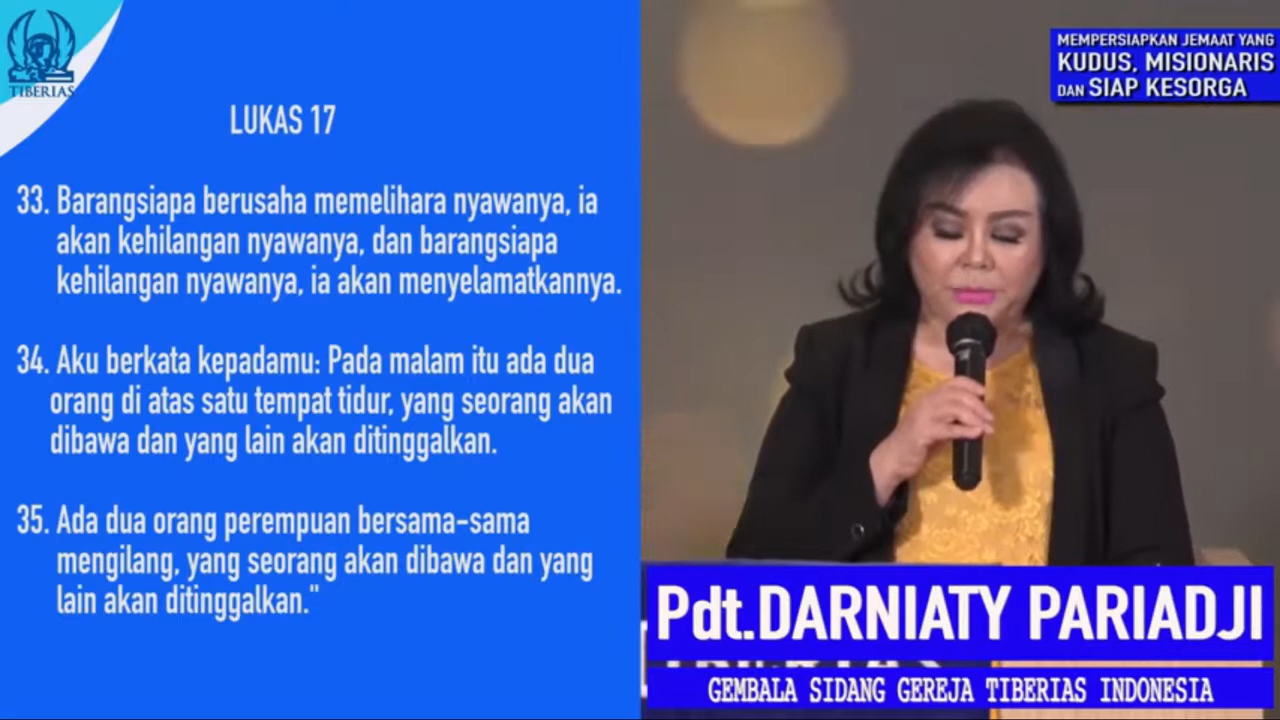 TIBERIAS
LUKAS 17
33. Barangsiapa berusaha memelihara nyawanya, ia
akan kehilangan nyawanya, dan barangsiapa
kehilangan nyawanya, ia akan menyelamatkannya.
34. Aku berkata kepadamu: Pada malam itu ada dua
orang di atas satu tempat tidur, yang seorang akan
dibawa dan yang lain akan ditinggalkan.
35. Ada dua orang perempuan bersama-sama
mengilang, yang seorang akan dibawa dan yang
lain akan ditinggalkan."
MEMPERSIAPKAN JEMAAT YANG
KUDUS, MISIONARIS
DAN SIAP KESORGA
Pdt.DARNIATY PARIADJI
GEMBALA SIDANG GEREJA TIBERIAS INDONESIA